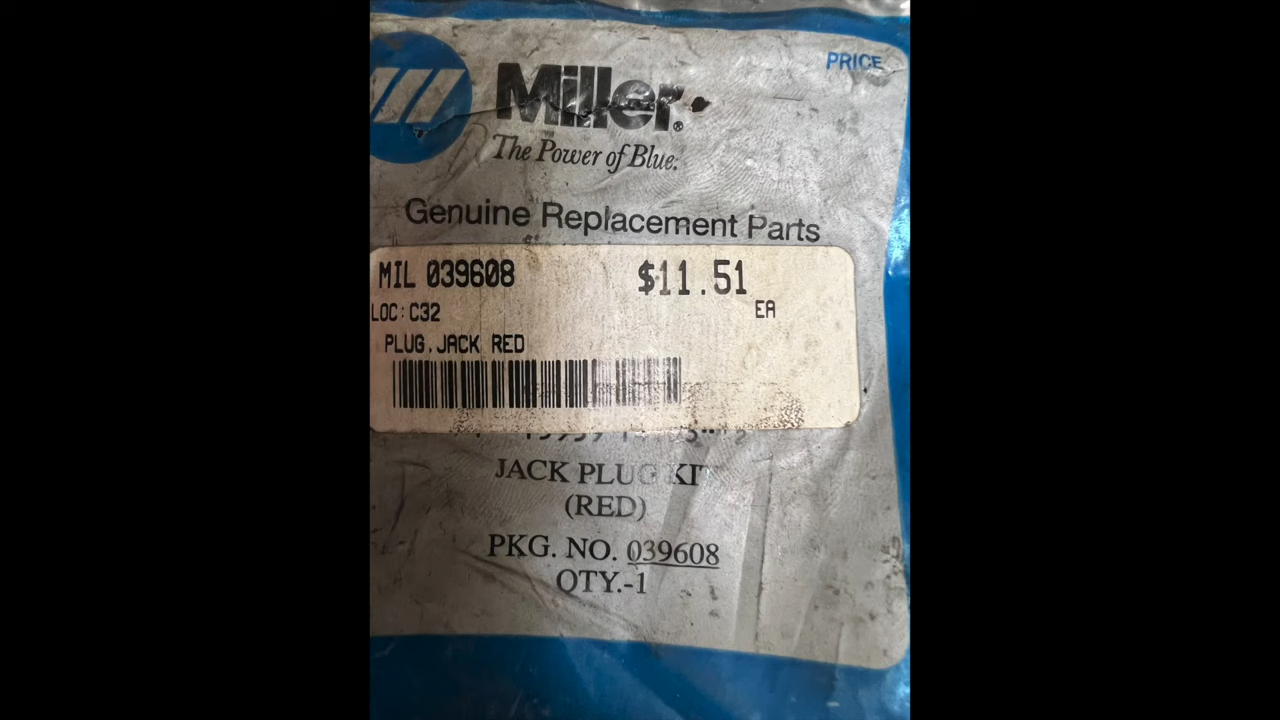 PRICE
Miller®
The Power of Blue.
Genuine Replacement Parts
MIL 039608 $11.51
LOC:C32 EA
PLUG,JACK RED
JACK PLUG KIT
(RED)
PKG. NO. 039608
QTY.-1